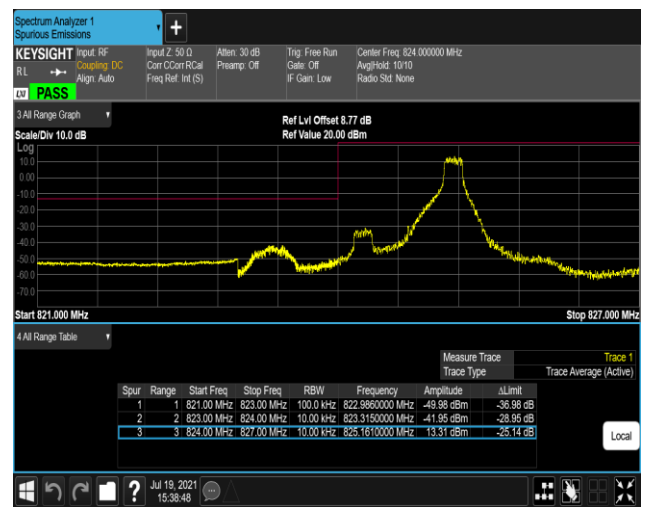 Spectrum Analyzer 1
Spurious Emissions
+
KEYSIGHT Input: RF Input Z: 50 Ω Atten: 30 dB Trig: Free Run Center Freq: 824.000000 MHz
RL Coupling: DC Corr CCorr RCal Preamp: Off Gate: Off Avg|Hold: 10/10
Align: Auto Freq Ref: Int (S) IF Gain: Low Radio Std: None
LXI PASS
3 All Range Graph
Ref Lvl Offset 8.77 dB
Scale/Div 10.0 dB Ref Value 20.00 dBm
Log
10.0
0.00
-10.0
-20.0
-30.0
-40.0
-50.0
-60.0
-70.0
Start 821.000 MHz Stop 827.000 MHz
4 All Range Table
Measure Trace Trace 1
Trace Type Trace Average (Active)
Spur Range Start Freq Stop Freq RBW Frequency Amplitude ΔLimit
1 1 821.00 MHz 823.00 MHz 100.0 kHz 822.9860000 MHz -49.98 dBm -36.98 dB
2 2 823.00 MHz 824.00 MHz 10.00 kHz 823.3150000 MHz -41.95 dBm -28.95 dB
3 3 824.00 MHz 827.00 MHz 10.00 kHz 825.1610000 MHz 13.31 dBm -25.14 dB
Local
? Jul 19, 2021
15:38:48